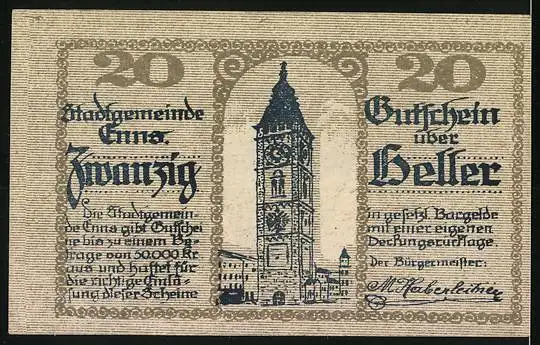 20
20
Stadtgemeinde
Enns.
Zwanzig
Die Stadtgemein-
de Enns gibt Gutschei
ne bis zu einem Be-
trage von 50.000 Kr.
aus und haftet für
die richtige Einlö-
sung dieser Scheine
Gutschein
über
Heller
in gesetzl. Bargelde
mit einer eigenen
Deckungsrücklage.
Der Bürgermeister:
M. Haberleitner